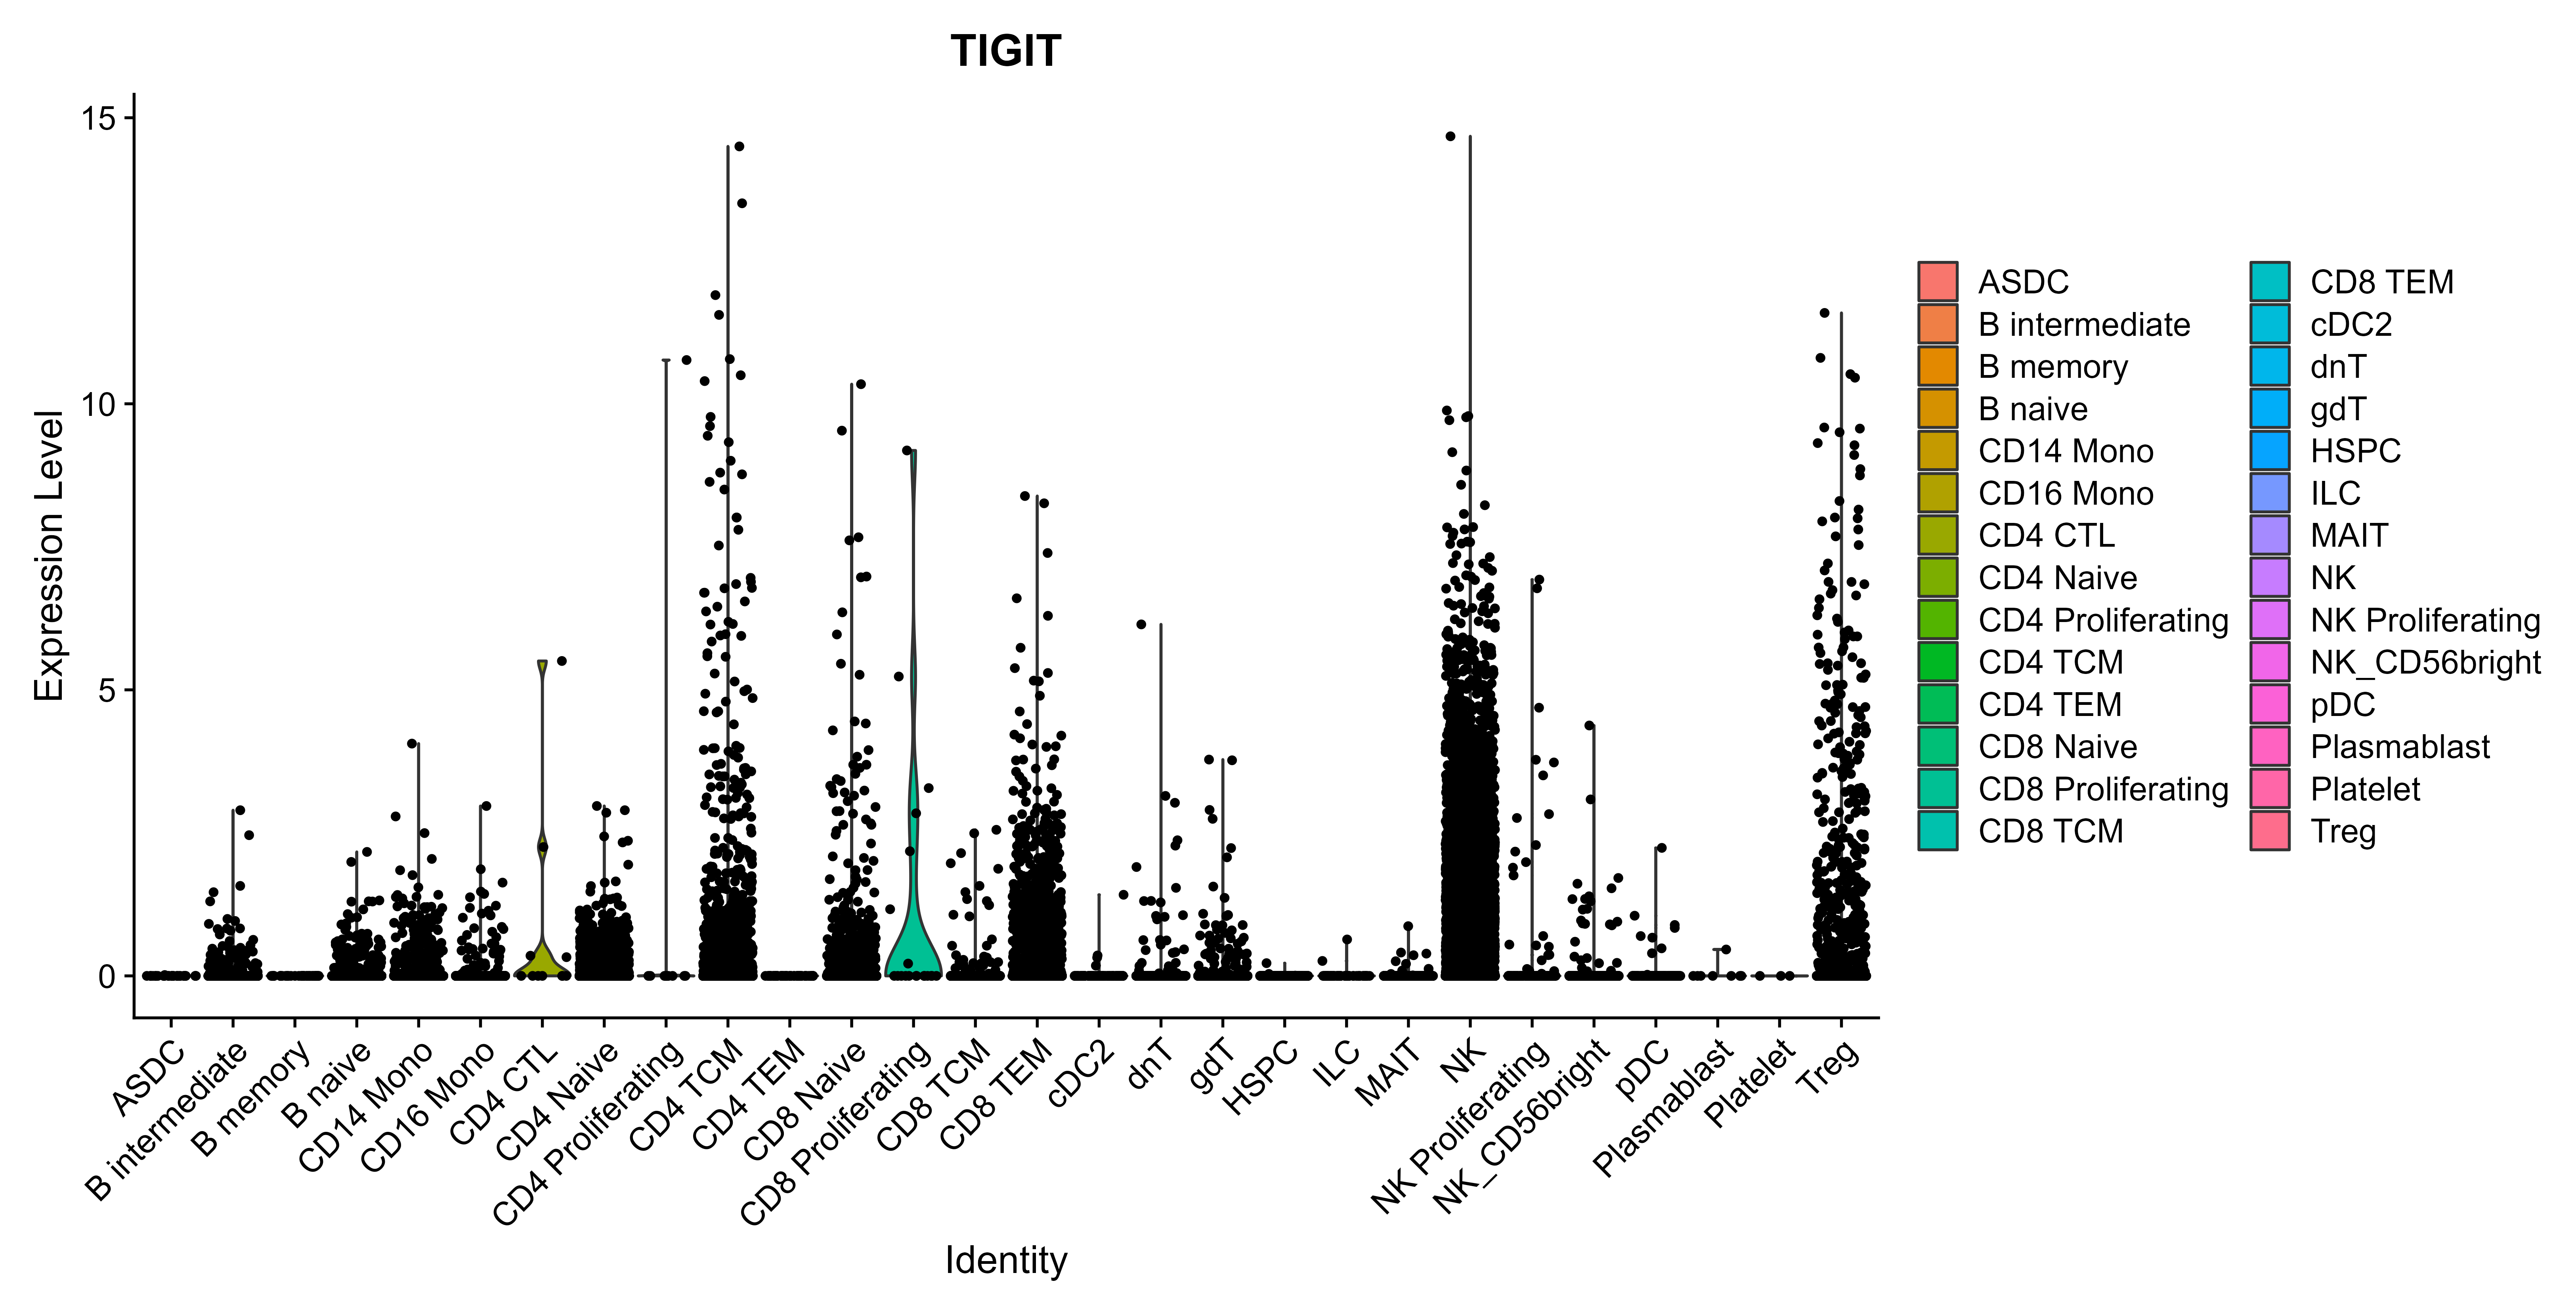 TIGIT
Expression Level
15
10
5
0
ASDC
B intermediate
B memory
B naive
CD14 Mono
CD16 Mono
CD4 CTL
CD4 Naive
CD4 Proliferating
CD4 TCM
CD4 TEM
CD8 Naive
CD8 Proliferating
CD8 TCM
CD8 TEM
cDC2
dnT
gdT
HSPC
ILC
MAIT
NK
NK Proliferating
NK_CD56bright
pDC
Plasmablast
Platelet
Treg
Identity
ASDC
B intermediate
B memory
B naive
CD14 Mono
CD16 Mono
CD4 CTL
CD4 Naive
CD4 Proliferating
CD4 TCM
CD4 TEM
CD8 Naive
CD8 Proliferating
CD8 TCM
CD8 TEM
cDC2
dnT
gdT
HSPC
ILC
MAIT
NK
NK Proliferating
NK_CD56bright
pDC
Plasmablast
Platelet
Treg